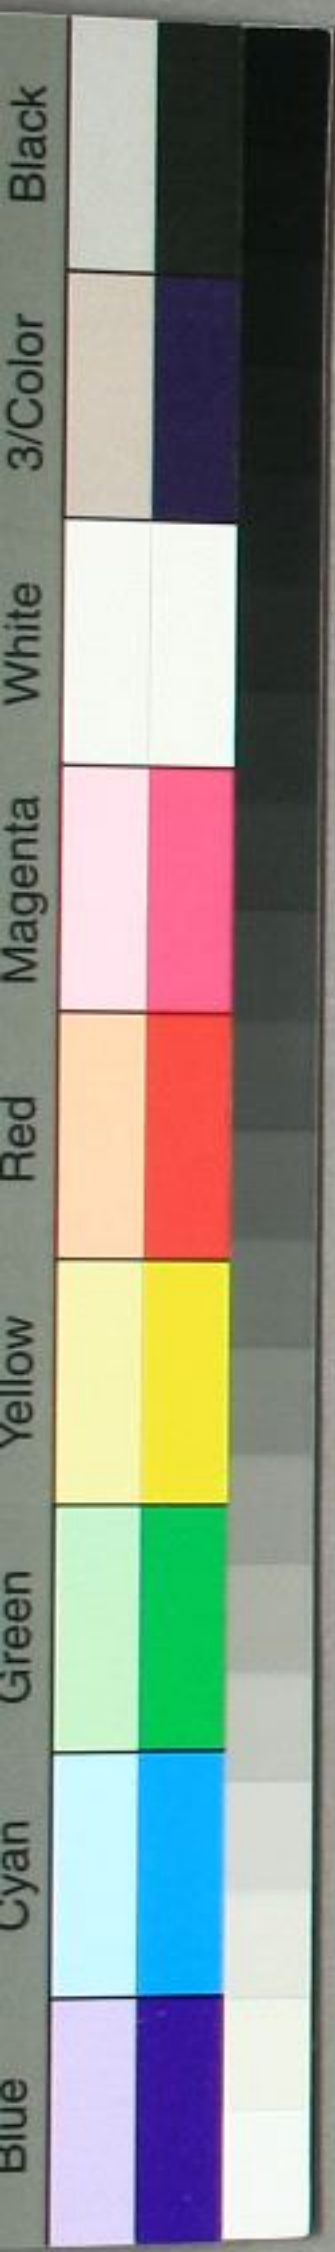 Blue
Cyan
Green
Yellow
Red
Magenta
White
3/Color
Black